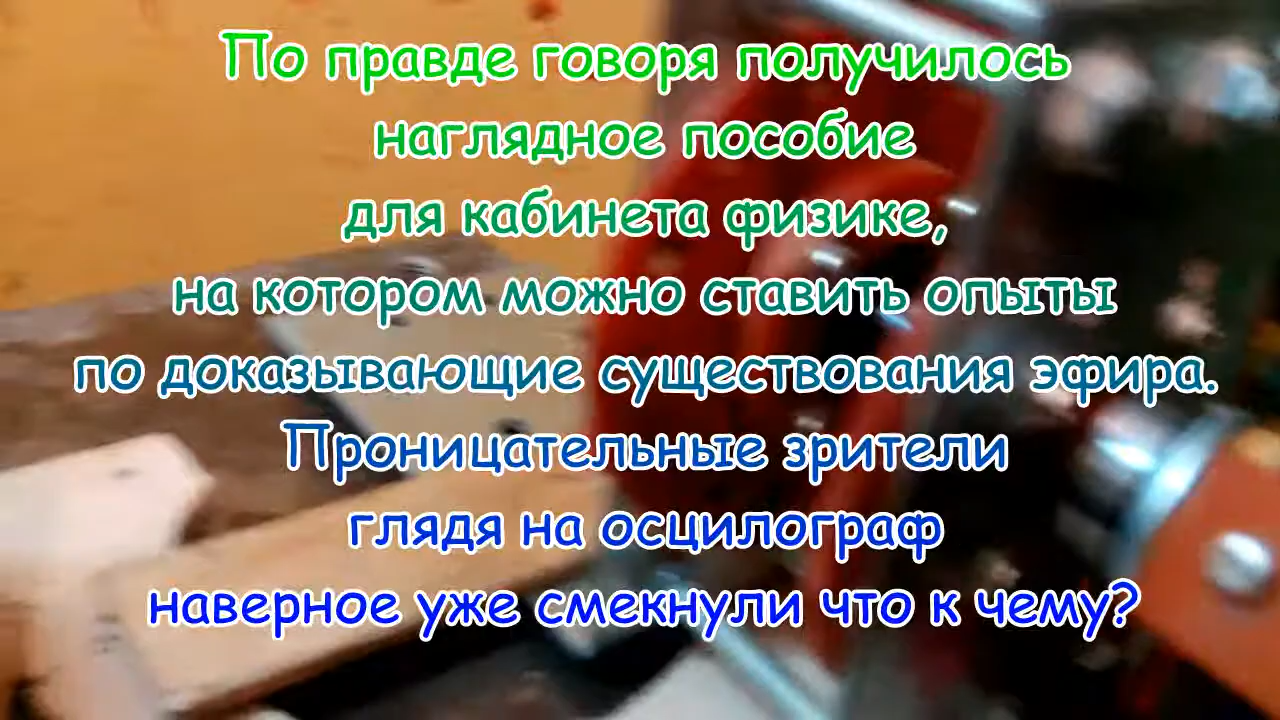 По правде говоря получилось
наглядное пособие
для кабинета физике,
на котором можно ставить опыты
по доказывающие существования эфира.
Проницательные зрители
глядя на осцилограф
наверное уже смекнули что к чему?